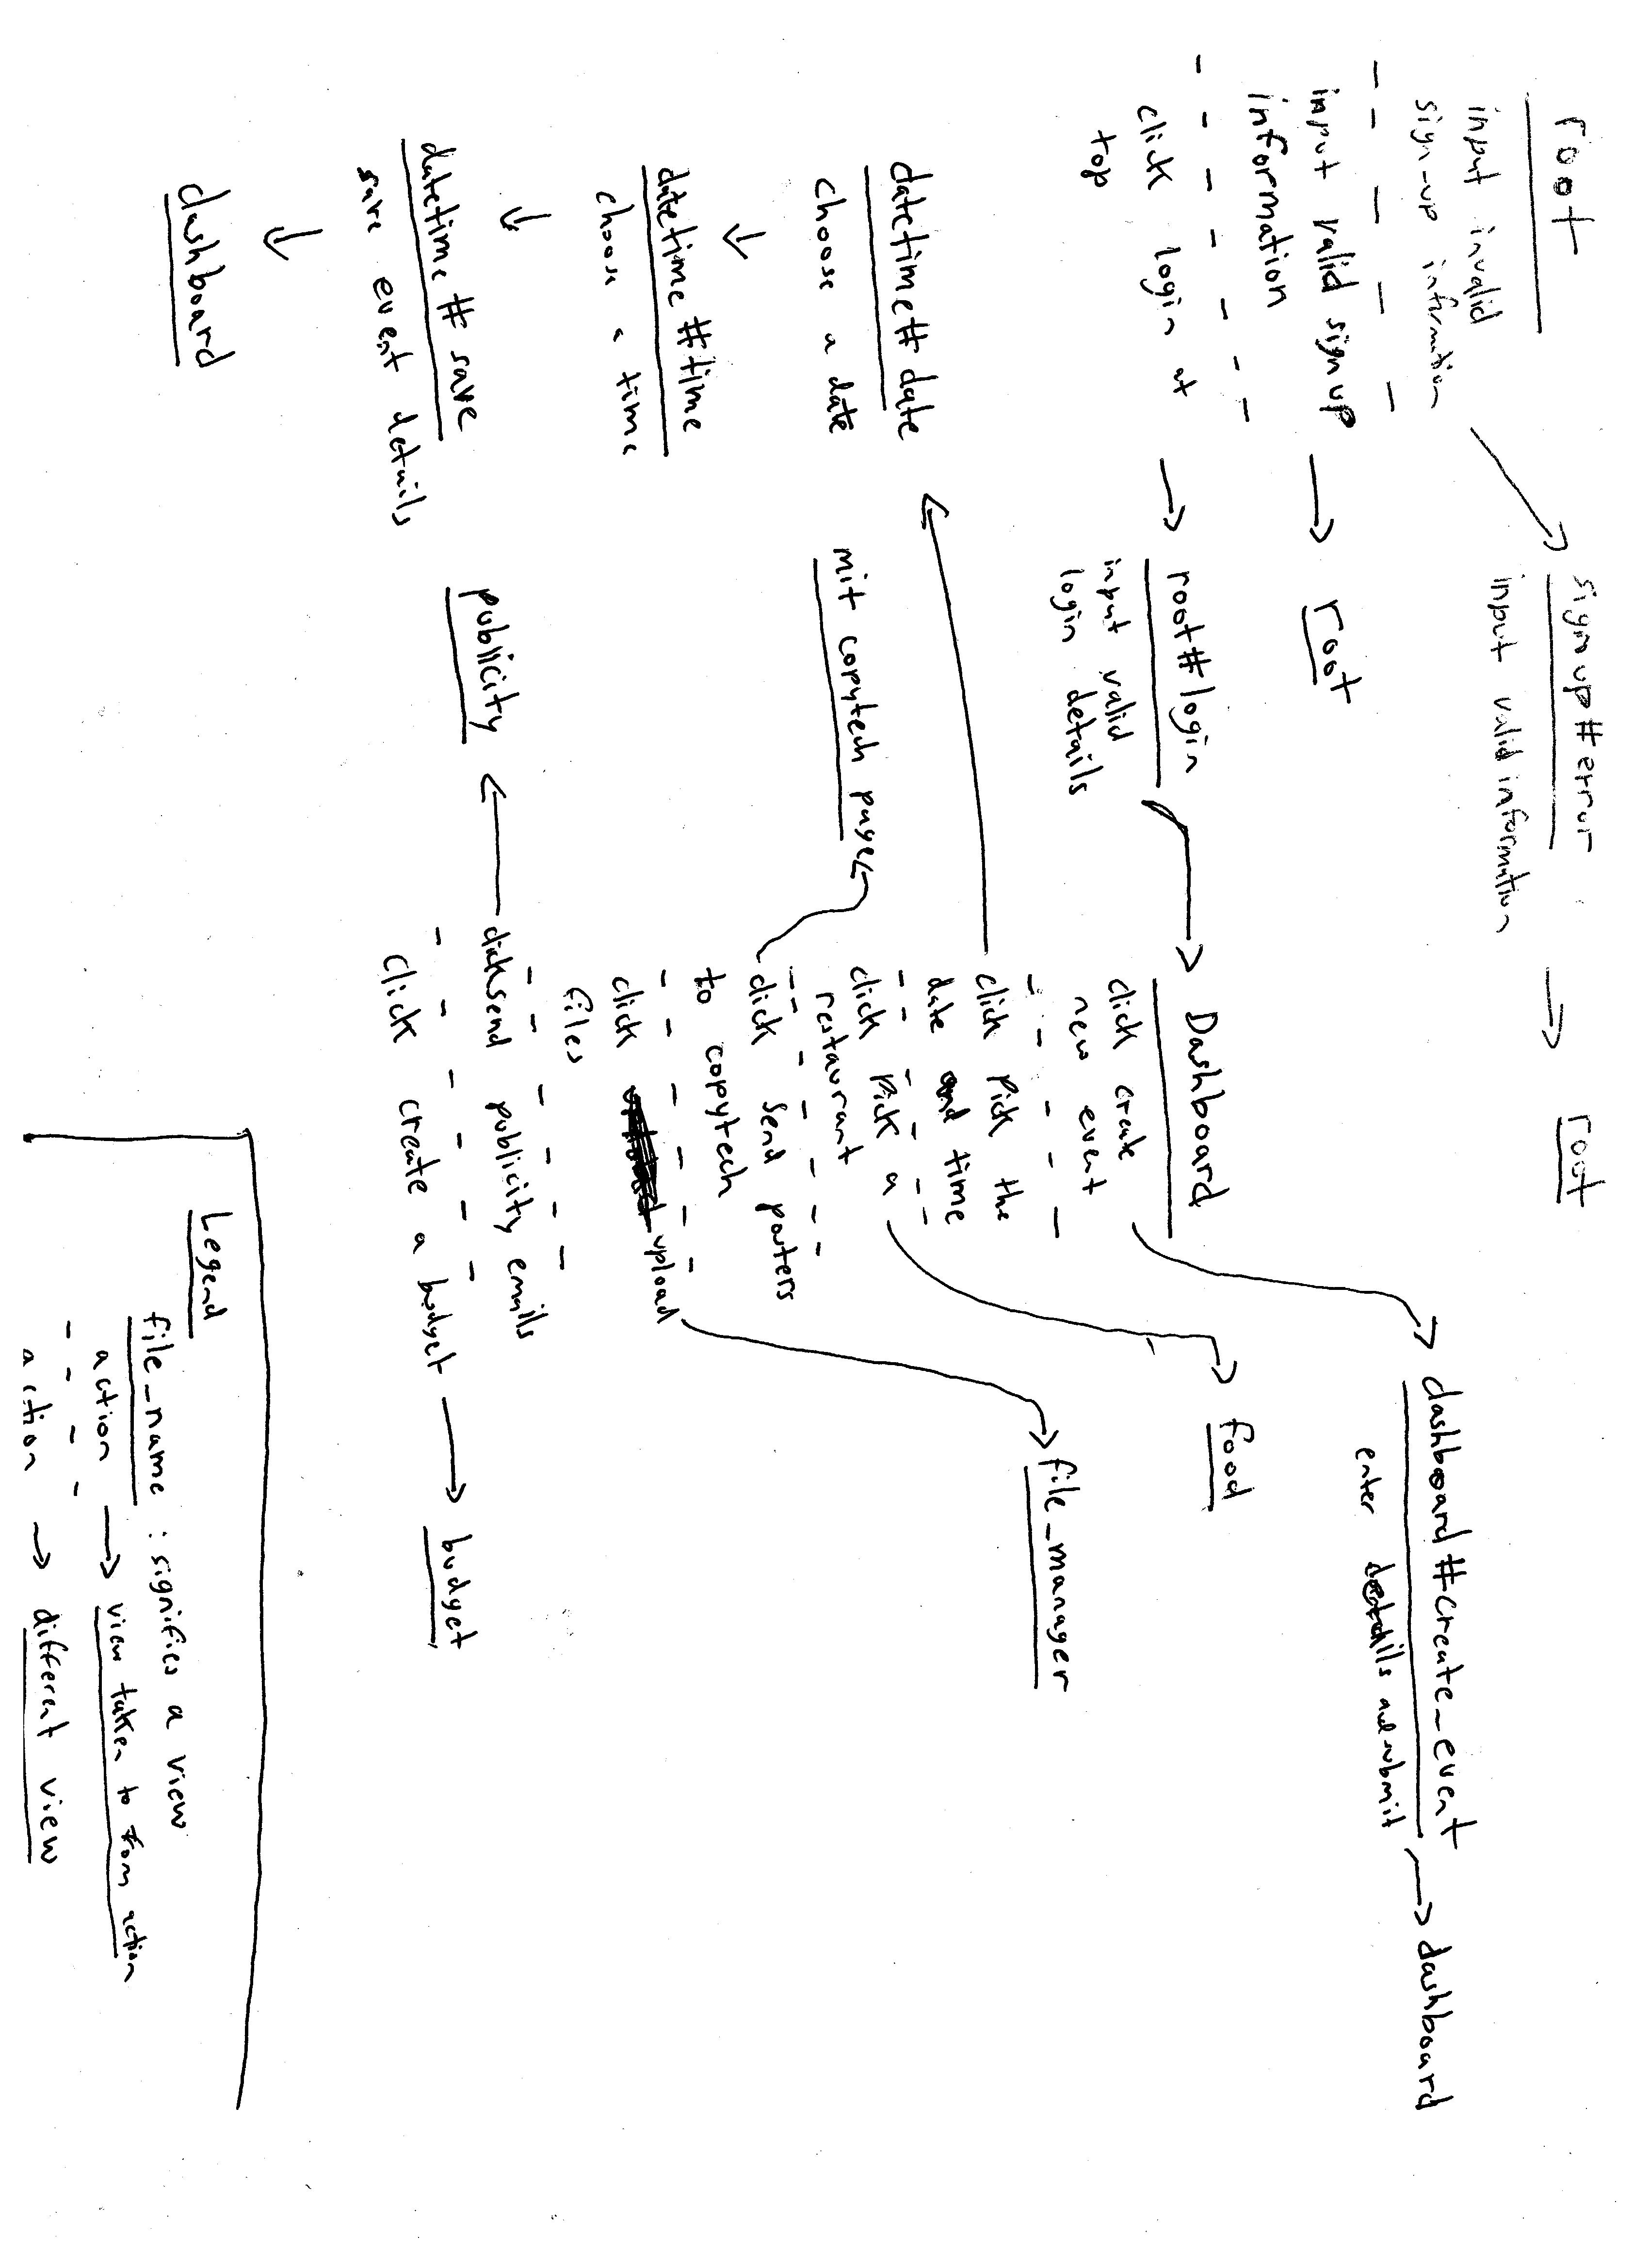 root
input invalid
sign-up information
input valid signup
information
click login at
top
signup#error
input valid information
root
root
root#login
input valid
login details
Dashboard
click create
new event
click pick the
date and time
click pick a
restaurant
click send posters
to copytech
click upload
files
click send publicity emails
click create a budget
dashboard#create_event
enter details and submit
dashboard
food
file_manager
budget
datetime#date
choose a date
datetime#time
choose a time
datetime#save
save event details
dashboard
mit copytech page
publicity
Legend
file_name : signifies a view
action → view taken to from action
action → different view